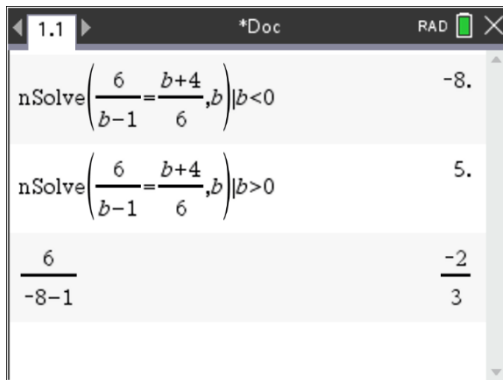 1.1 *Doc RAD
nSolve(6/(b-1)=(b+4)/6,b)|b<0 -8.
nSolve(6/(b-1)=(b+4)/6,b)|b>0 5.
6/(-8-1) -2/3